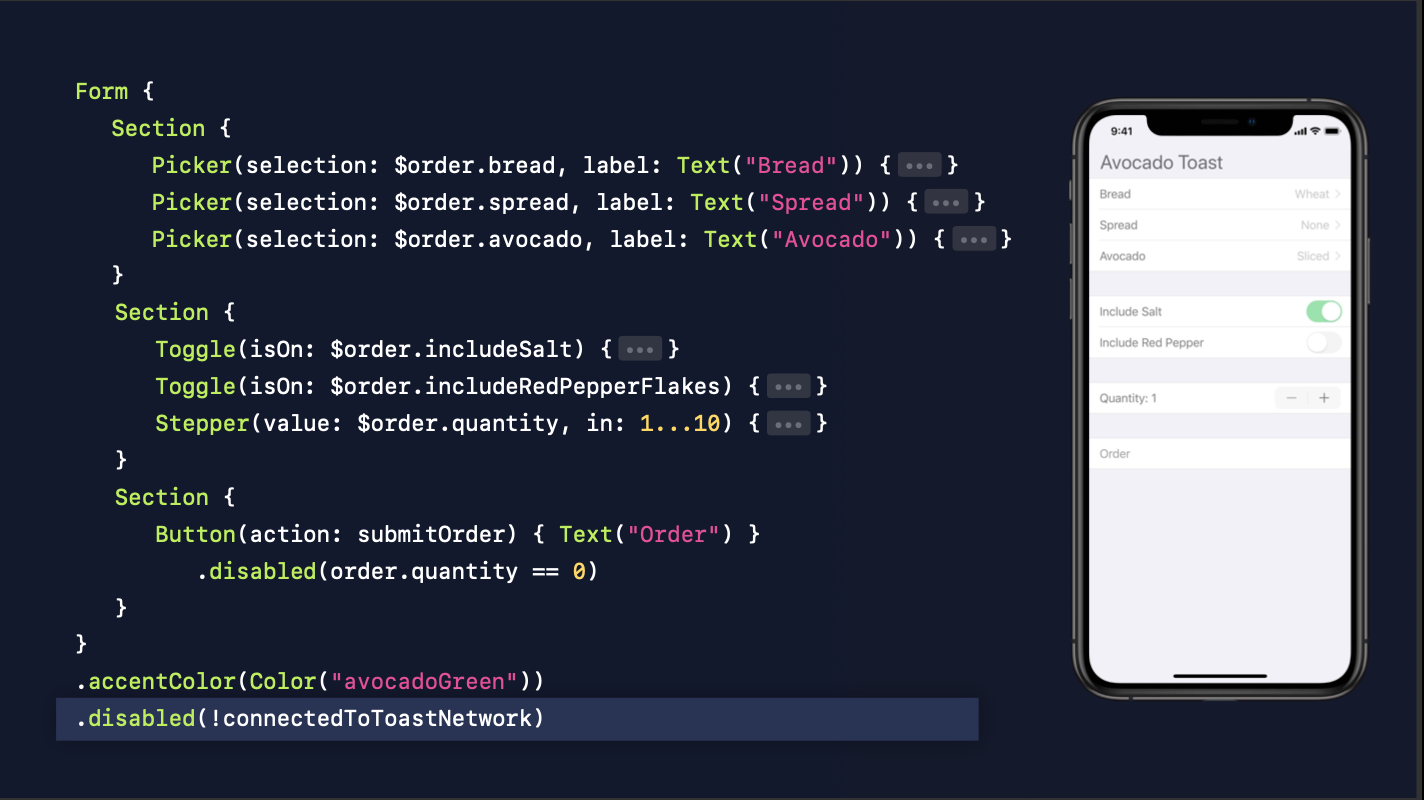 Form {
Section {
Picker(selection: $order.bread, label: Text("Bread")) { ••• }
Picker(selection: $order.spread, label: Text("Spread")) { ••• }
Picker(selection: $order.avocado, label: Text("Avocado")) { ••• }
}
Section {
Toggle(isOn: $order.includeSalt) { ••• }
Toggle(isOn: $order.includeRedPepperFlakes) { ••• }
Stepper(value: $order.quantity, in: 1...10) { ••• }
}
Section {
Button(action: submitOrder) { Text("Order") }
.disabled(order.quantity == 0)
}
}
.accentColor(Color("avocadoGreen"))
.disabled(!connectedToToastNetwork)
9:41
Avocado Toast
Bread Wheat >
Spread None >
Avocado Sliced >
Include Salt
Include Red Pepper
Quantity: 1 − +
Order